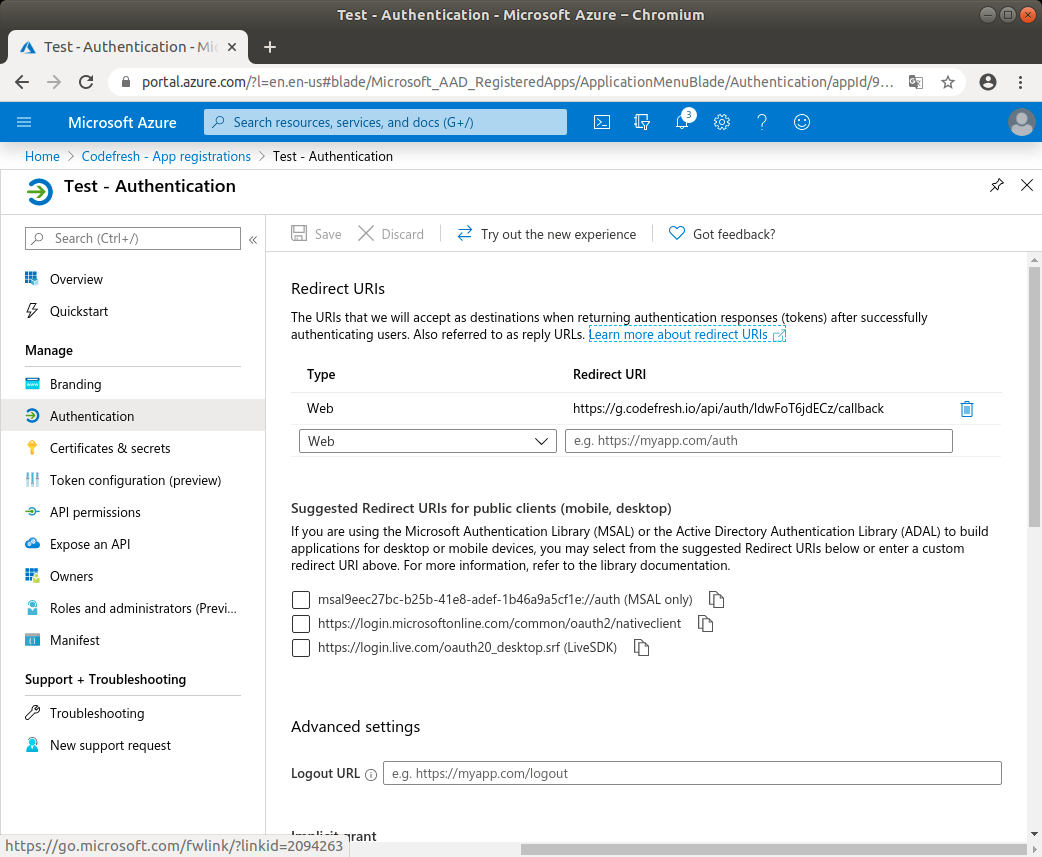 Test - Authentication - Microsoft Azure – Chromium
Test - Authentication - Mic
portal.azure.com/?l=en.en-us#blade/Microsoft_AAD_RegisteredApps/ApplicationMenuBlade/Authentication/appId/9...
Microsoft Azure
Search resources, services, and docs (G+/)
3
Home > Codefresh - App registrations > Test - Authentication
Test - Authentication
Search (Ctrl+/)
«
Save
Discard
Try out the new experience
Got feedback?
Overview
Quickstart
Manage
Branding
Authentication
Certificates & secrets
Token configuration (preview)
API permissions
Expose an API
Owners
Roles and administrators (Previ...
Manifest
Support + Troubleshooting
Troubleshooting
New support request
Redirect URIs
The URIs that we will accept as destinations when returning authentication responses (tokens) after successfully
authenticating users. Also referred to as reply URLs. Learn more about redirect URIs
Type Redirect URI
Web https://g.codefresh.io/api/auth/ldwFoT6jdECz/callback
Web e.g. https://myapp.com/auth
Suggested Redirect URIs for public clients (mobile, desktop)
If you are using the Microsoft Authentication Library (MSAL) or the Active Directory Authentication Library (ADAL) to build
applications for desktop or mobile devices, you may select from the suggested Redirect URIs below or enter a custom
redirect URI above. For more information, refer to the library documentation.
msal9eec27bc-b25b-41e8-adef-1b46a9a5cf1e://auth (MSAL only)
https://login.microsoftonline.com/common/oauth2/nativeclient
https://login.live.com/oauth20_desktop.srf (LiveSDK)
Advanced settings
Logout URL e.g. https://myapp.com/logout
Implicit grant
https://go.microsoft.com/fwlink/?linkid=2094263